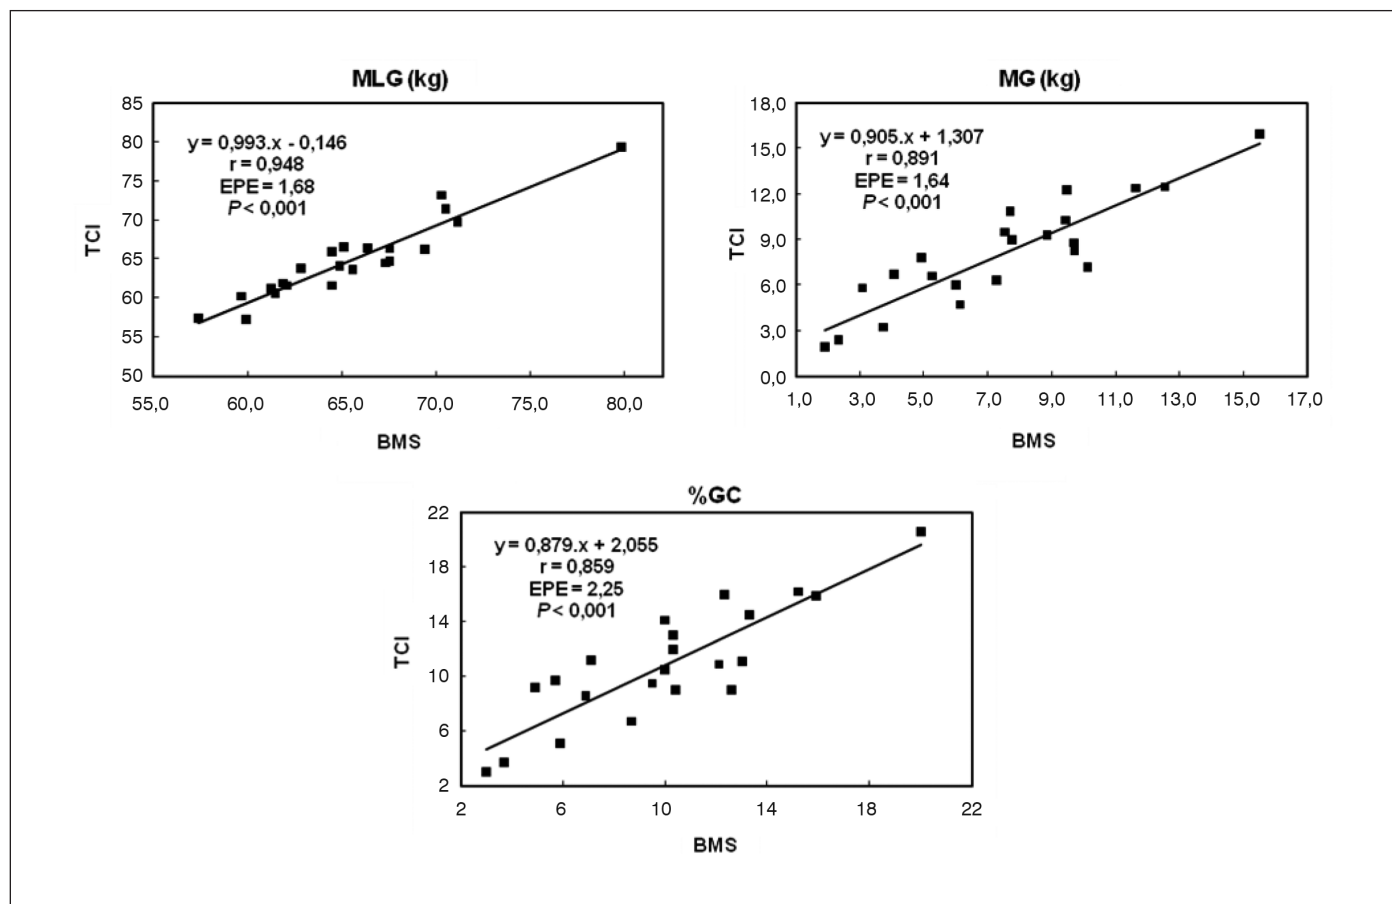 MLG (kg)
85
80
75
70
65
60
55
50
TCI
y = 0,993.x - 0,146
r = 0,948
EPE = 1,68
P < 0,001
55,0 60,0 65,0 70,0 75,0 80,0
BMS
MG (kg)
18,0
15,0
12,0
9,0
6,0
3,0
0,0
TCI
y = 0,905.x + 1,307
r = 0,891
EPE = 1,64
P < 0,001
1,0 3,0 5,0 7,0 9,0 11,0 13,0 15,0 17,0
BMS
%GC
22
18
14
10
6
2
TCI
y = 0,879.x + 2,055
r = 0,859
EPE = 2,25
P < 0,001
2 6 10 14 18 22
BMS